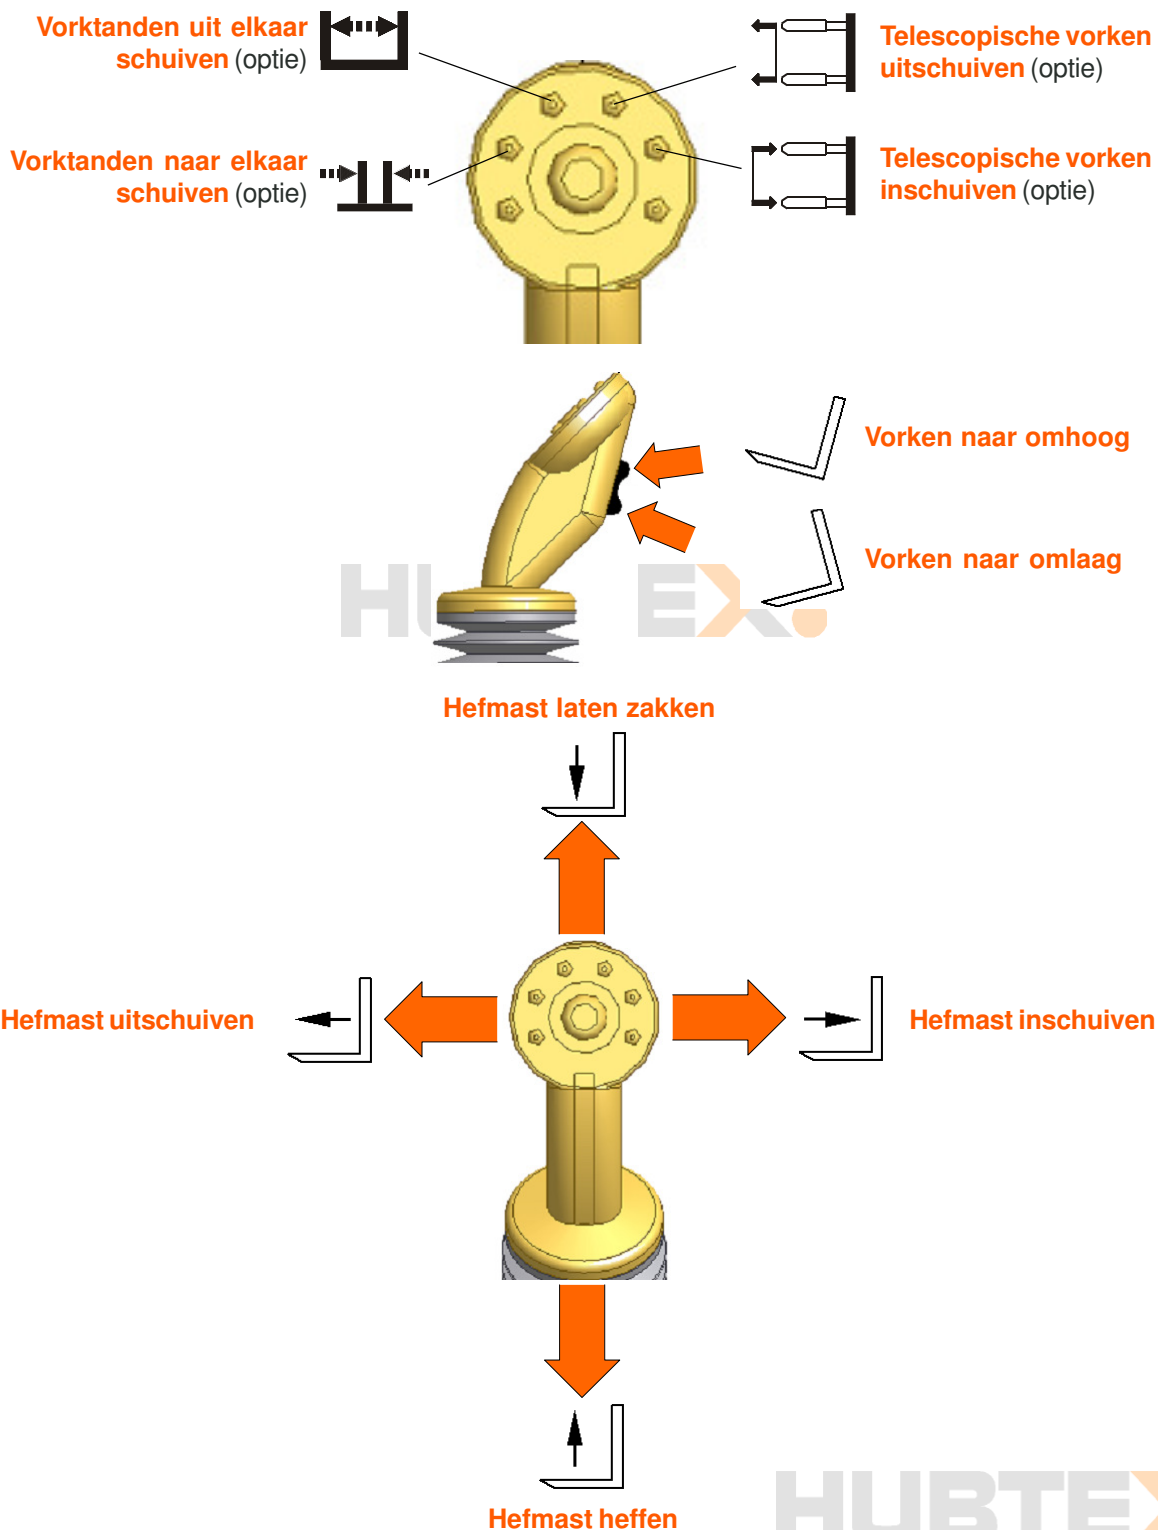 Vorktanden uit elkaar
schuiven (optie)
Telescopische vorken
uitschuiven (optie)
Vorktanden naar elkaar
schuiven (optie)
Telescopische vorken
inschuiven (optie)
Vorken naar omhoog
Vorken naar omlaag
Hefmast laten zakken
Hefmast uitschuiven
Hefmast inschuiven
Hefmast heffen
HUBTEX